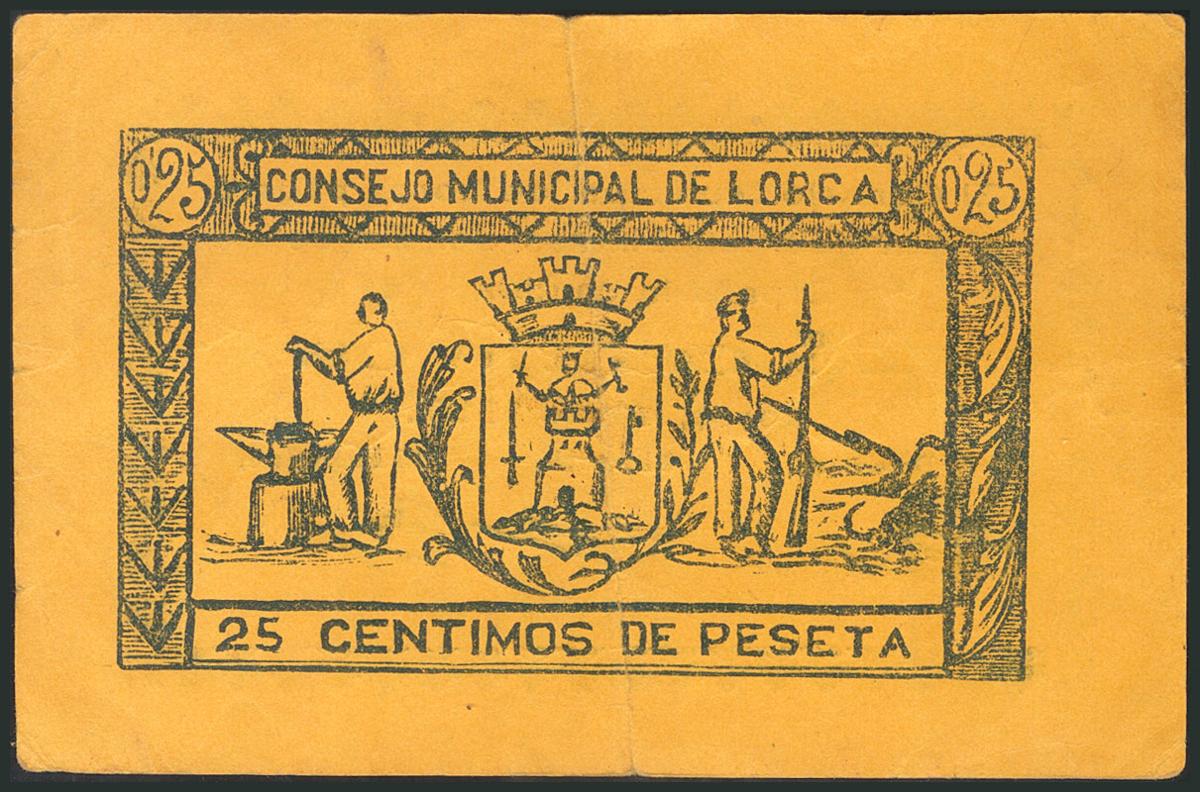 0'25 CONSEJO MUNICIPAL DE LORCA 0'25
25 CENTIMOS DE PESETA